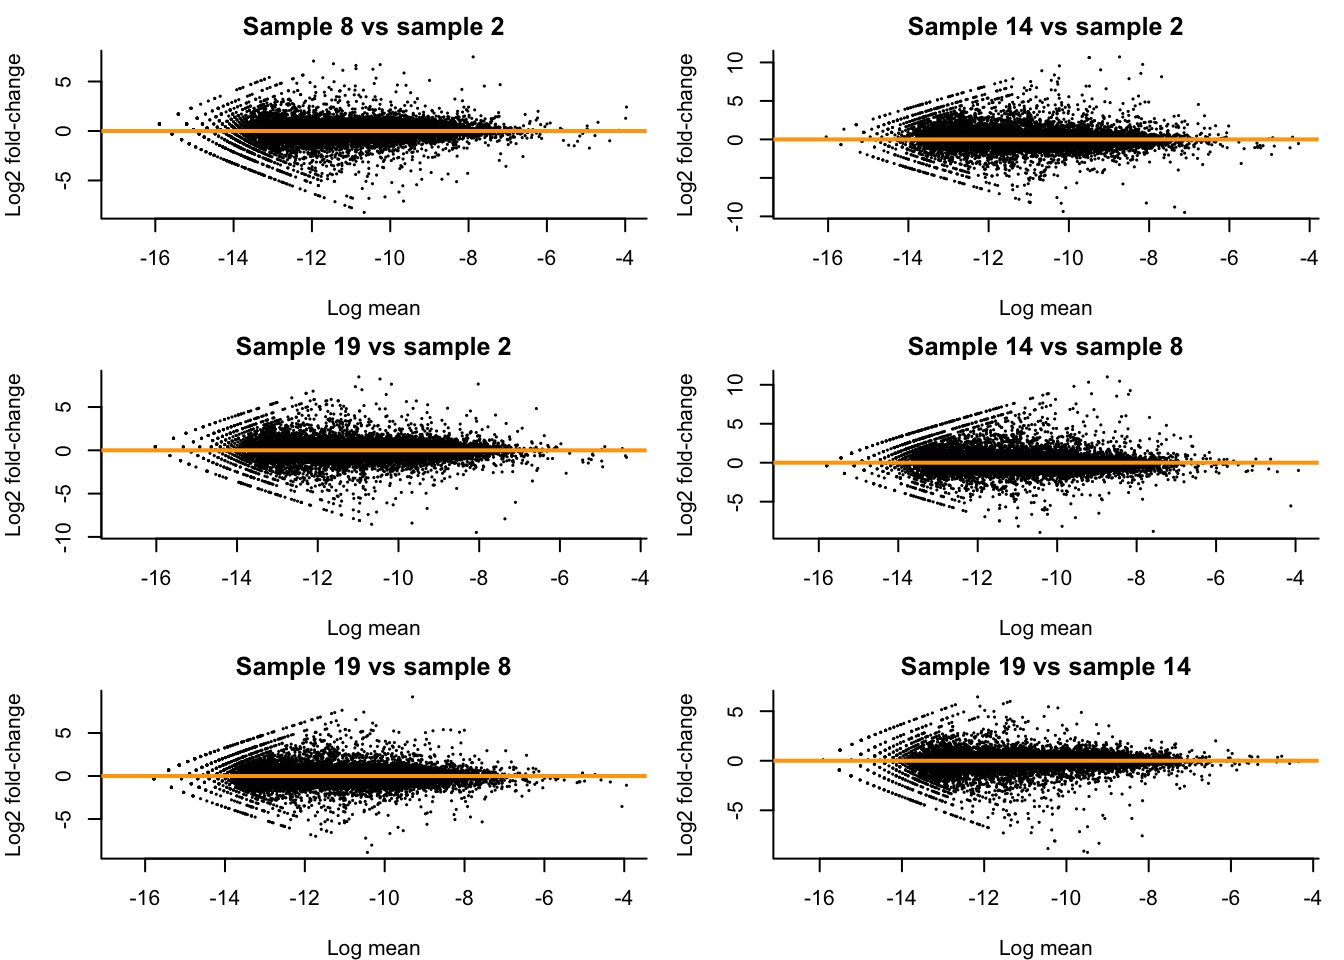 Sample 8 vs sample 2
Log2 fold-change
5
0
-5
-16 -14 -12 -10 -8 -6 -4
Log mean
Sample 14 vs sample 2
Log2 fold-change
10
5
0
-10
-16 -14 -12 -10 -8 -6 -4
Log mean
Sample 19 vs sample 2
Log2 fold-change
5
0
-5
-10
-16 -14 -12 -10 -8 -6 -4
Log mean
Sample 14 vs sample 8
Log2 fold-change
10
5
0
-5
-16 -14 -12 -10 -8 -6 -4
Log mean
Sample 19 vs sample 8
Log2 fold-change
5
0
-5
-16 -14 -12 -10 -8 -6 -4
Log mean
Sample 19 vs sample 14
Log2 fold-change
5
0
-5
-16 -14 -12 -10 -8 -6 -4
Log mean